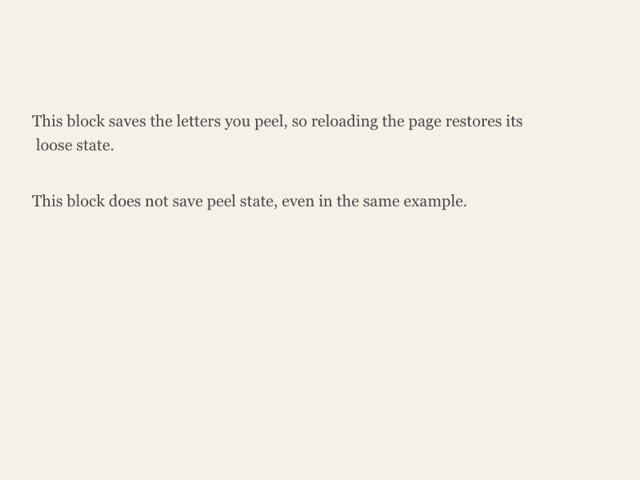 This block saves the letters you peel, so reloading the page restores its
loose state.
This block does not save peel state, even in the same example.